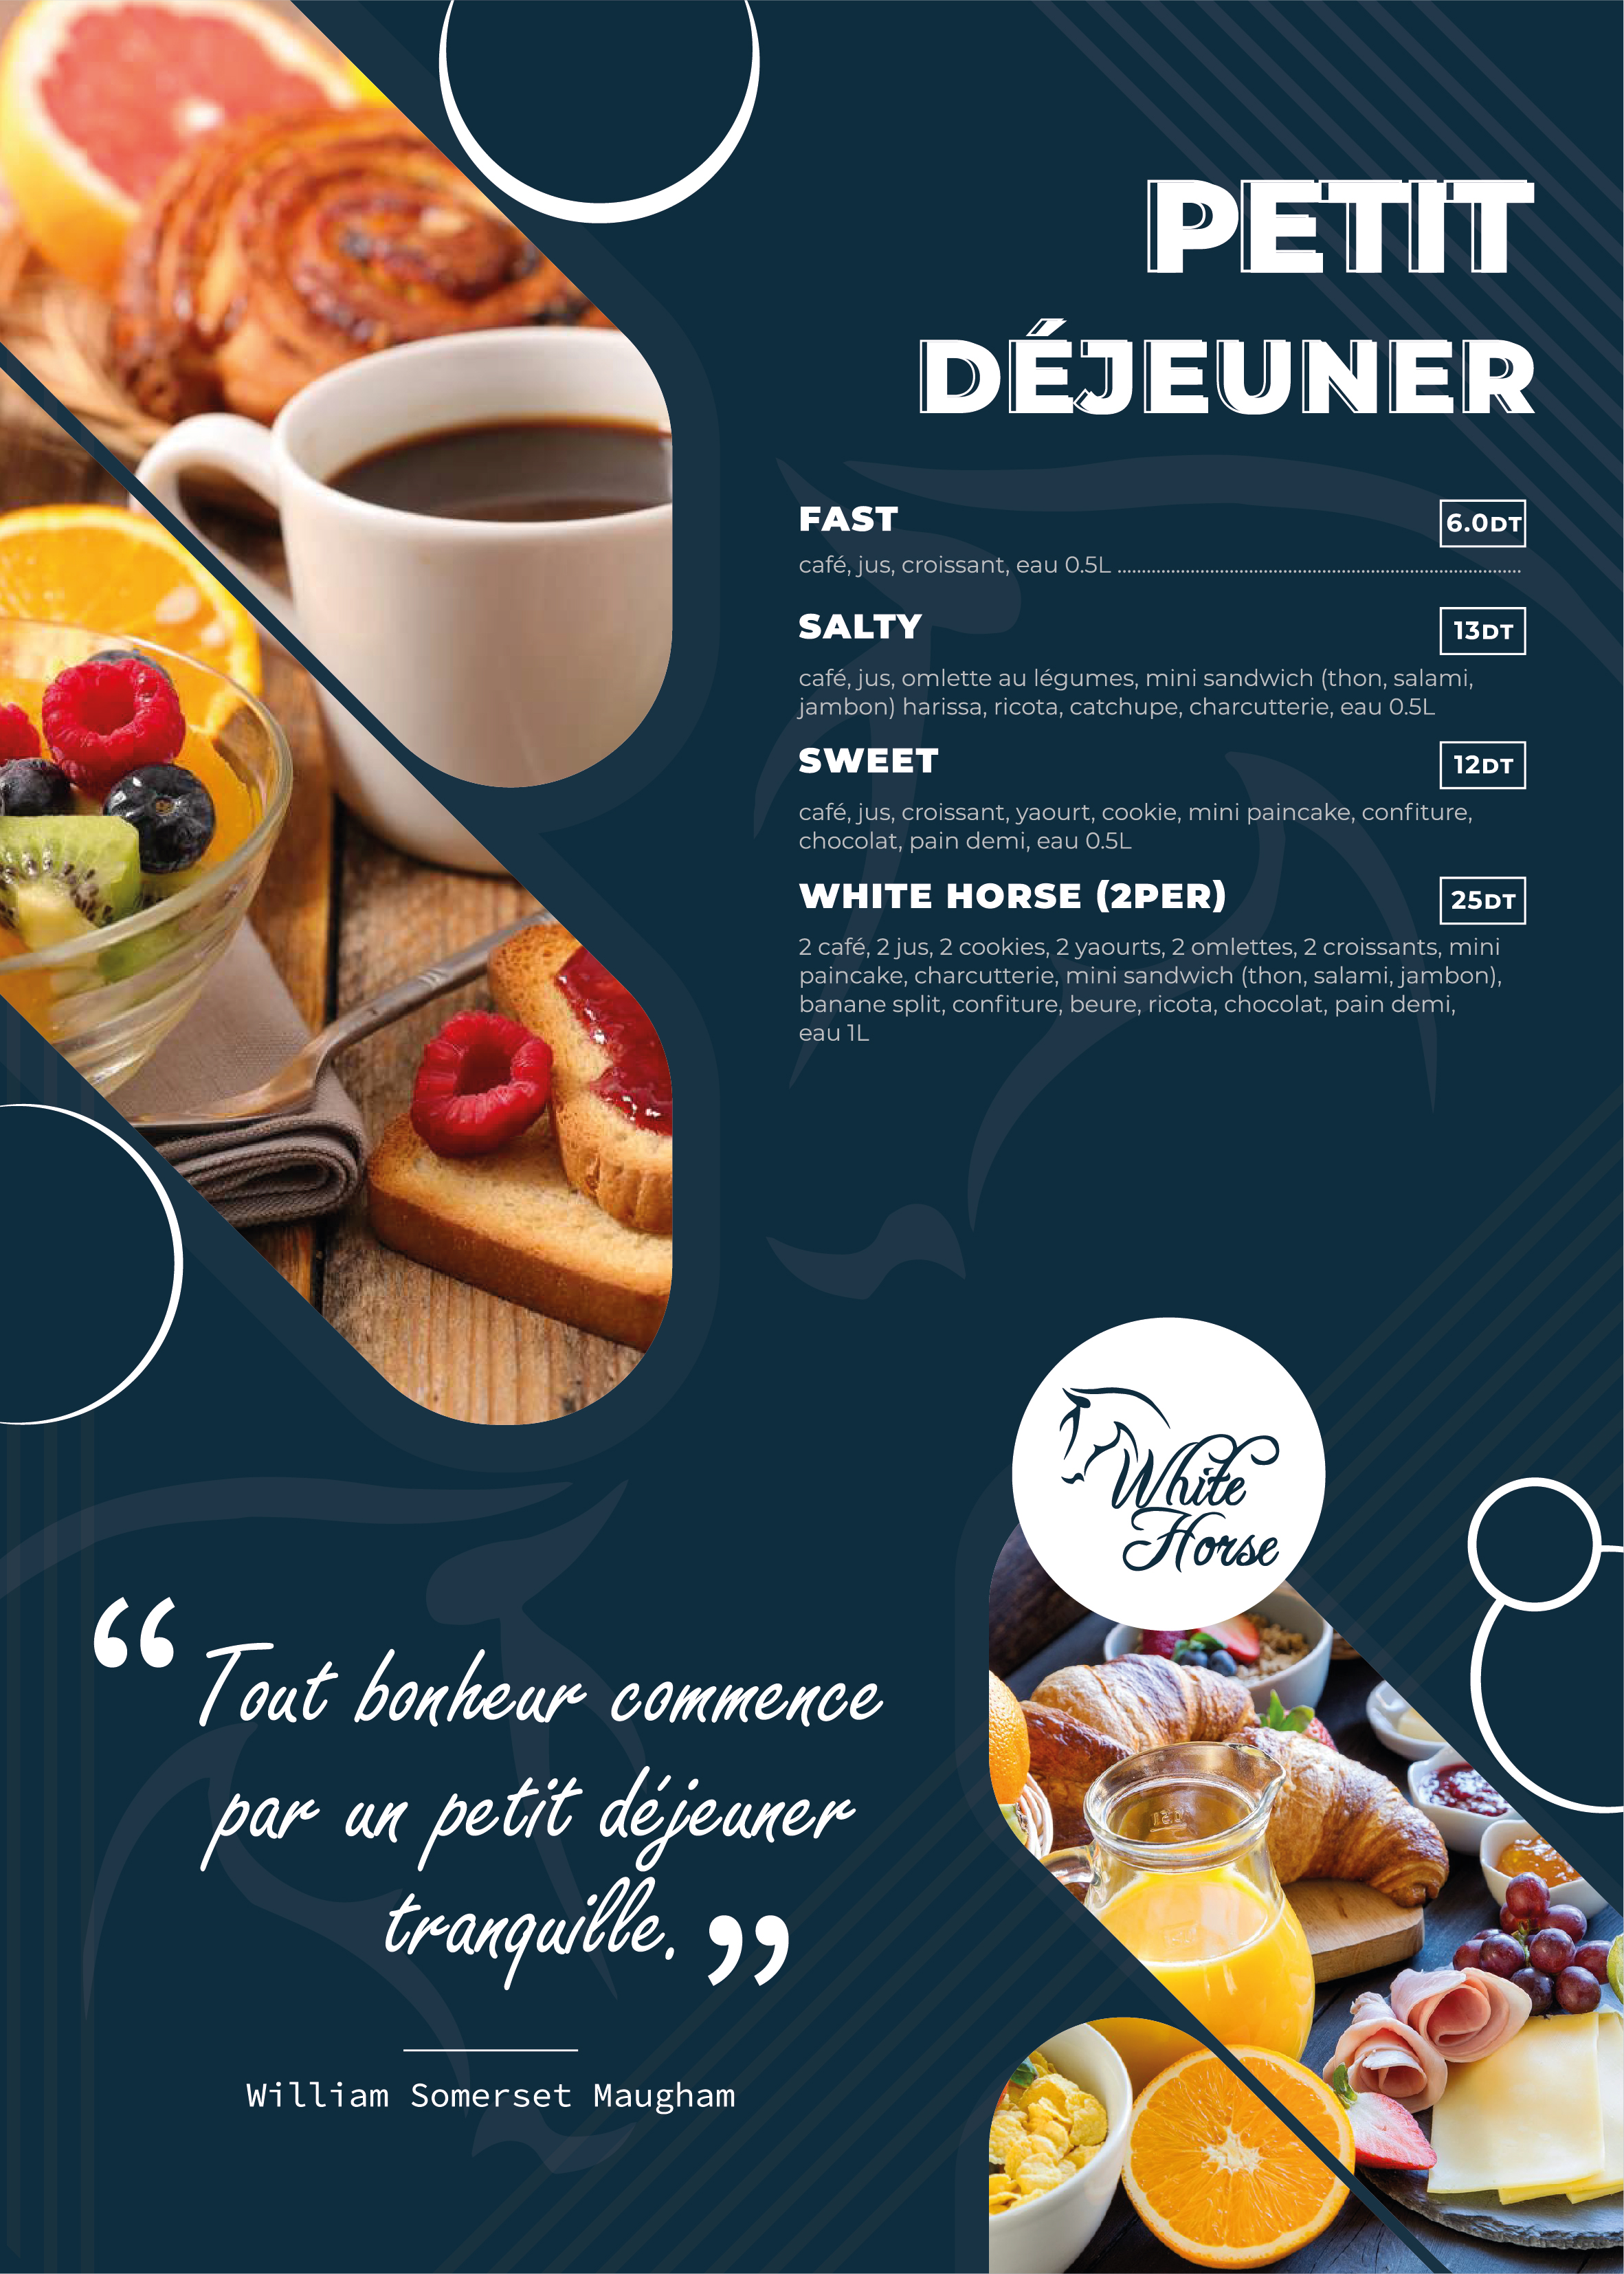 PETIT
DÉJEUNER
FAST 6.0DT
café, jus, croissant, eau 0.5L
SALTY 13DT
café, jus, omlette au légumes, mini sandwich (thon, salami,
jambon) harissa, ricota, catchupe, charcutterie, eau 0.5L
SWEET 12DT
café, jus, croissant, yaourt, cookie, mini paincake, confiture,
chocolat, pain demi, eau 0.5L
WHITE HORSE (2PER) 25DT
2 café, 2 jus, 2 cookies, 2 yaourts, 2 omlettes, 2 croissants, mini
paincake, charcutterie, mini sandwich (thon, salami, jambon),
banane split, confiture, beure, ricota, chocolat, pain demi,
eau 1L
White
Horse
“ Tout bonheur commence
par un petit déjeuner
tranquille. ”
William Somerset Maugham